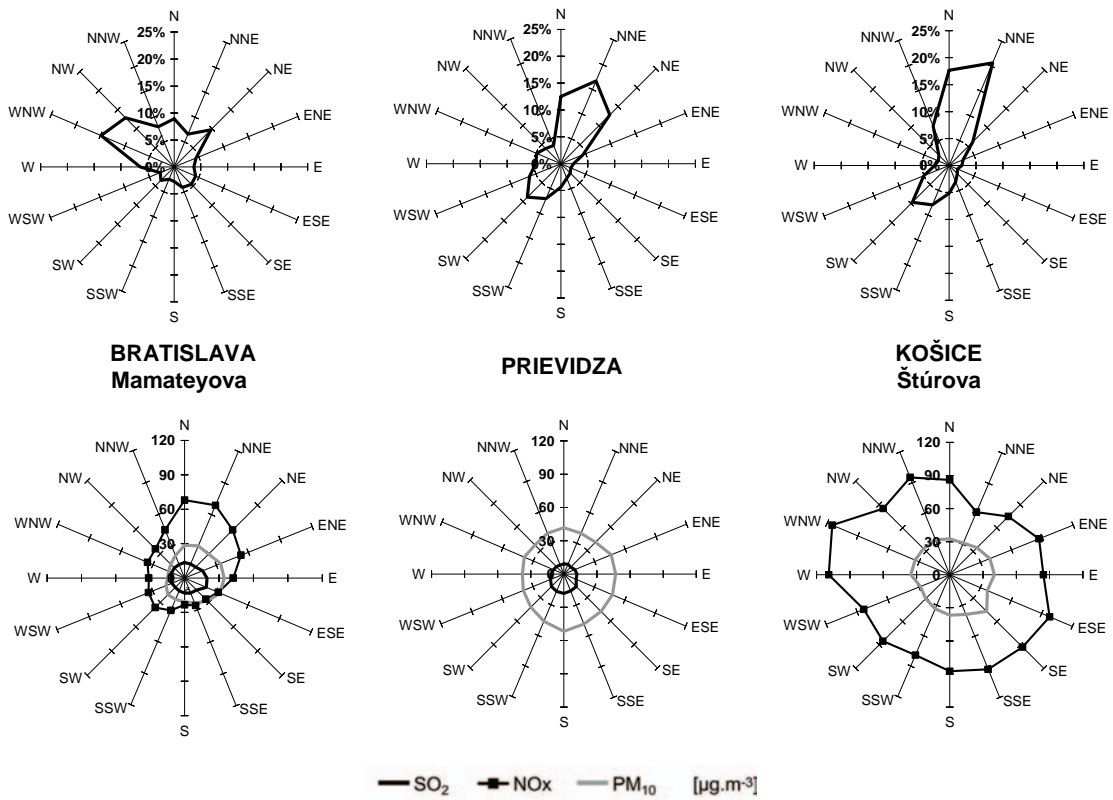 N
NNE
NE
ENE
E
ESE
SE
SSE
S
SSW
SW
WSW
W
WNW
NW
NNW
25%
20%
15%
10%
5%
0%
N
NNE
NE
ENE
E
ESE
SE
SSE
S
SSW
SW
WSW
W
WNW
NW
NNW
25%
20%
15%
10%
5%
0%
N
NNE
NE
ENE
E
ESE
SE
SSE
S
SSW
SW
WSW
W
WNW
NW
NNW
25%
20%
15%
10%
5%
0%
BRATISLAVA
Mamateyova
PRIEVIDZA
KOŠICE
Štúrova
N
NNE
NE
ENE
E
ESE
SE
SSE
S
SSW
SW
WSW
W
WNW
NW
NNW
120
90
60
30
0
N
NNE
NE
ENE
E
ESE
SE
SSE
S
SSW
SW
WSW
W
WNW
NW
NNW
120
90
60
30
0
N
NNE
NE
ENE
E
ESE
SE
SSE
S
SSW
SW
WSW
W
WNW
NW
NNW
120
90
60
30
0
SO₂ NOx PM₁₀ [µg.m⁻³]